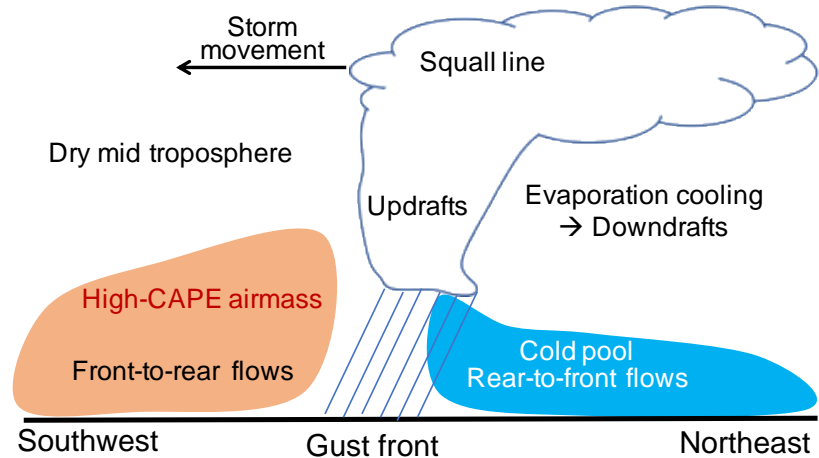 Storm
movement
Squall line
Dry mid troposphere
Updrafts
Evaporation cooling
→ Downdrafts
High-CAPE airmass
Front-to-rear flows
Cold pool
Rear-to-front flows
Southwest
Gust front
Northeast